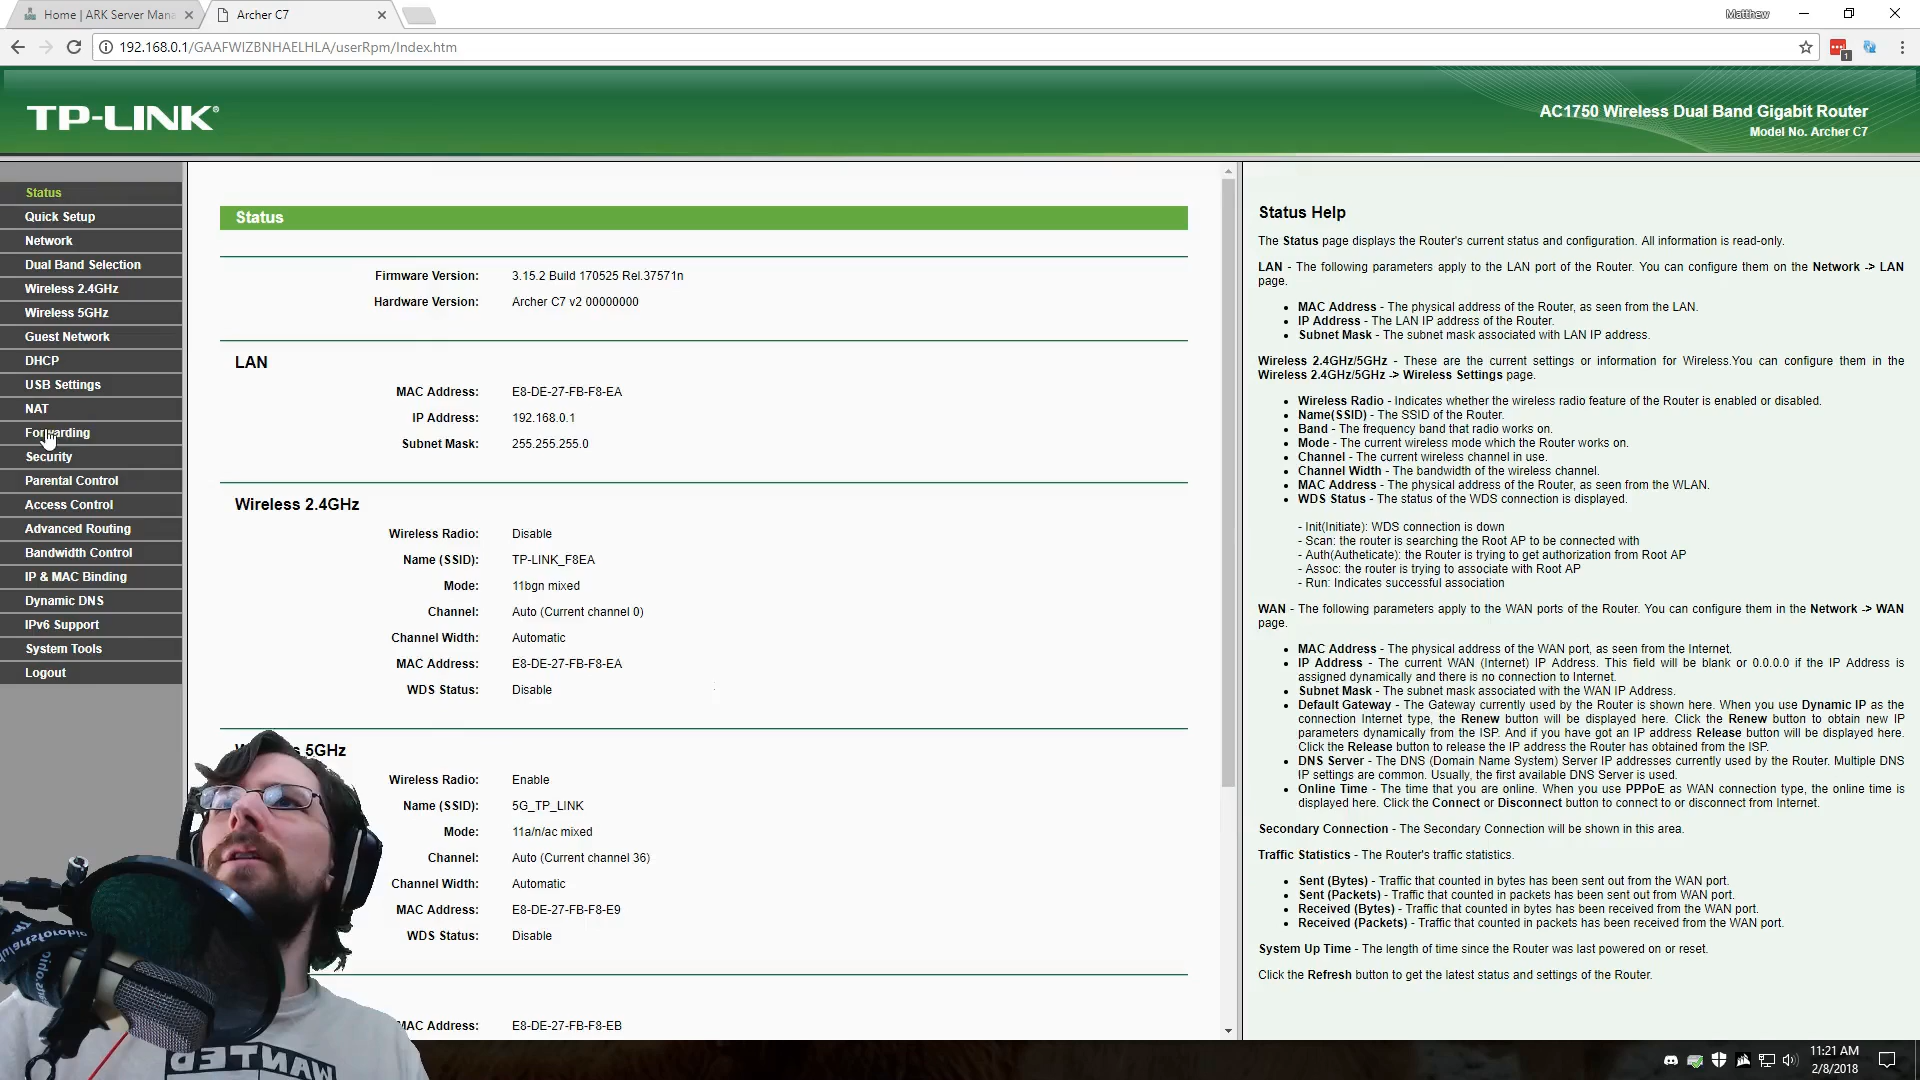 Home | ARK Server Mana
Archer C7
Matthew
192.168.0.1/GAAFWIZBNHAELHLA/userRpm/Index.htm
1
TP-LINK®
AC1750 Wireless Dual Band Gigabit Router
Model No. Archer C7
Status
Quick Setup
Network
Dual Band Selection
Wireless 2.4GHz
Wireless 5GHz
Guest Network
DHCP
USB Settings
NAT
Forwarding
Security
Parental Control
Access Control
Advanced Routing
Bandwidth Control
IP & MAC Binding
Dynamic DNS
IPv6 Support
System Tools
Logout
Status
Firmware Version: 3.15.2 Build 170525 Rel.37571n
Hardware Version: Archer C7 v2 00000000
LAN
MAC Address: E8-DE-27-FB-F8-EA
IP Address: 192.168.0.1
Subnet Mask: 255.255.255.0
Wireless 2.4GHz
Wireless Radio: Disable
Name (SSID): TP-LINK_F8EA
Mode: 11bgn mixed
Channel: Auto (Current channel 0)
Channel Width: Automatic
MAC Address: E8-DE-27-FB-F8-EA
WDS Status: Disable
W s 5GHz
Wireless Radio: Enable
Name (SSID): 5G_TP_LINK
Mode: 11a/n/ac mixed
Channel: Auto (Current channel 36)
Channel Width: Automatic
MAC Address: E8-DE-27-FB-F8-E9
WDS Status: Disable
MAC Address: E8-DE-27-FB-F8-EB
Status Help
The Status page displays the Router's current status and configuration. All information is read-only.
LAN - The following parameters apply to the LAN port of the Router. You can configure them on the Network -> LAN
page.
• MAC Address - The physical address of the Router, as seen from the LAN.
• IP Address - The LAN IP address of the Router.
• Subnet Mask - The subnet mask associated with LAN IP address.
Wireless 2.4GHz/5GHz - These are the current settings or information for Wireless.You can configure them in the
Wireless 2.4GHz/5GHz -> Wireless Settings page.
• Wireless Radio - Indicates whether the wireless radio feature of the Router is enabled or disabled.
• Name(SSID) - The SSID of the Router.
• Band - The frequency band that radio works on.
• Mode - The current wireless mode which the Router works on.
• Channel - The current wireless channel in use.
• Channel Width - The bandwidth of the wireless channel.
• MAC Address - The physical address of the Router, as seen from the WLAN.
• WDS Status - The status of the WDS connection is displayed.
- Init(Initiate): WDS connection is down
- Scan: the router is searching the Root AP to be connected with
- Auth(Autheticate): the Router is trying to get authorization from Root AP
- Assoc: the router is trying to associate with Root AP
- Run: Indicates successful association
WAN - The following parameters apply to the WAN ports of the Router. You can configure them in the Network -> WAN
page.
• MAC Address - The physical address of the WAN port, as seen from the Internet.
• IP Address - The current WAN (Internet) IP Address. This field will be blank or 0.0.0.0 if the IP Address is
assigned dynamically and there is no connection to Internet.
• Subnet Mask - The subnet mask associated with the WAN IP Address.
• Default Gateway - The Gateway currently used by the Router is shown here. When you use Dynamic IP as the
connection Internet type, the Renew button will be displayed here. Click the Renew button to obtain new IP
parameters dynamically from the ISP. And if you have got an IP address Release button will be displayed here.
Click the Release button to release the IP address the Router has obtained from the ISP.
• DNS Server - The DNS (Domain Name System) Server IP addresses currently used by the Router. Multiple DNS
IP settings are common. Usually, the first available DNS Server is used.
• Online Time - The time that you are online. When you use PPPoE as WAN connection type, the online time is
displayed here. Click the Connect or Disconnect button to connect to or disconnect from Internet.
Secondary Connection - The Secondary Connection will be shown in this area.
Traffic Statistics - The Router's traffic statistics.
• Sent (Bytes) - Traffic that counted in bytes has been sent out from the WAN port.
• Sent (Packets) - Traffic that counted in packets has been sent out from the WAN port.
• Received (Bytes) - Traffic that counted in bytes has been received from the WAN port.
• Received (Packets) - Traffic that counted in packets has been received from the WAN port.
System Up Time - The length of time since the Router was last powered on or reset.
Click the Refresh button to get the latest status and settings of the Router.
WANTED
11:21 AM
2/8/2018